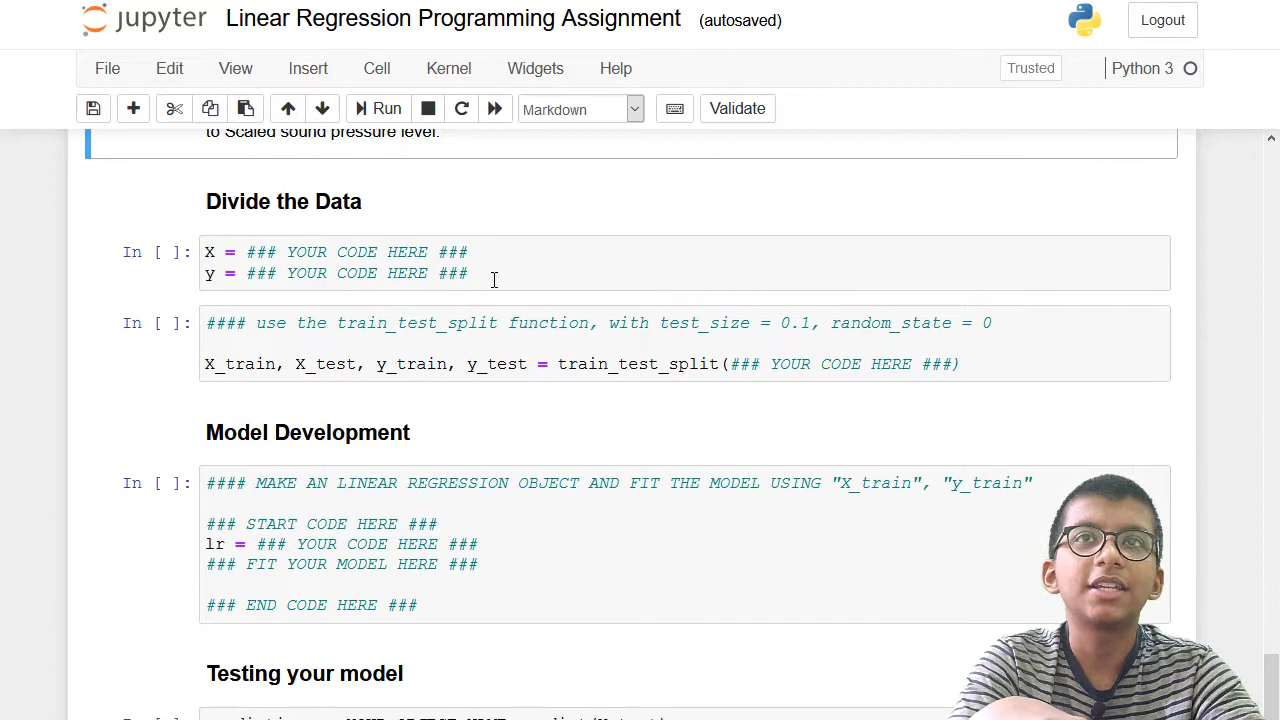 jupyter Linear Regression Programming Assignment (autosaved)
Logout
File Edit View Insert Cell Kernel Widgets Help
Trusted
Python 3
Run
Markdown
Validate
to Scaled sound pressure level.
Divide the Data
In [ ]: X = ### YOUR CODE HERE ###
y = ### YOUR CODE HERE ###
In [ ]: #### use the train_test_split function, with test_size = 0.1, random_state = 0
X_train, X_test, y_train, y_test = train_test_split(### YOUR CODE HERE ###)
Model Development
In [ ]: #### MAKE AN LINEAR REGRESSION OBJECT AND FIT THE MODEL USING "X_train", "y_train"
### START CODE HERE ###
lr = ### YOUR CODE HERE ###
### FIT YOUR MODEL HERE ###
### END CODE HERE ###
Testing your model